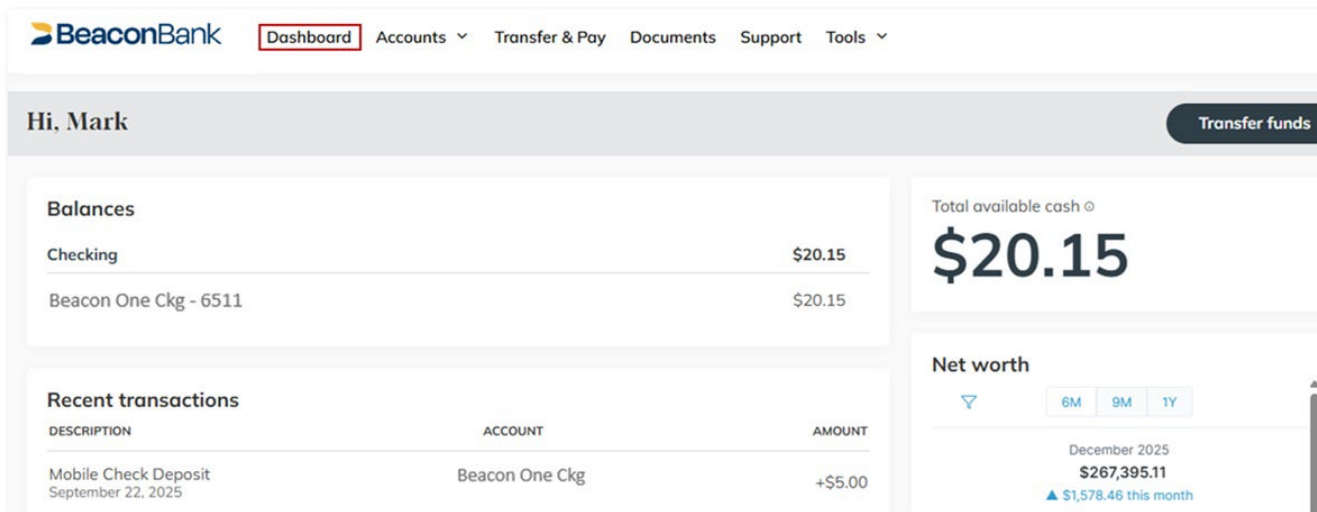 BeaconBank Dashboard Accounts Transfer & Pay Documents Support Tools
Hi, Mark
Transfer funds
Balances
Checking $20.15
Beacon One Ckg - 6511 $20.15
Recent transactions
DESCRIPTION ACCOUNT AMOUNT
Mobile Check Deposit Beacon One Ckg +$5.00
September 22, 2025
Total available cash
$20.15
Net worth
6M 9M 1Y
December 2025
$267,395.11
▲ $1,578.46 this month